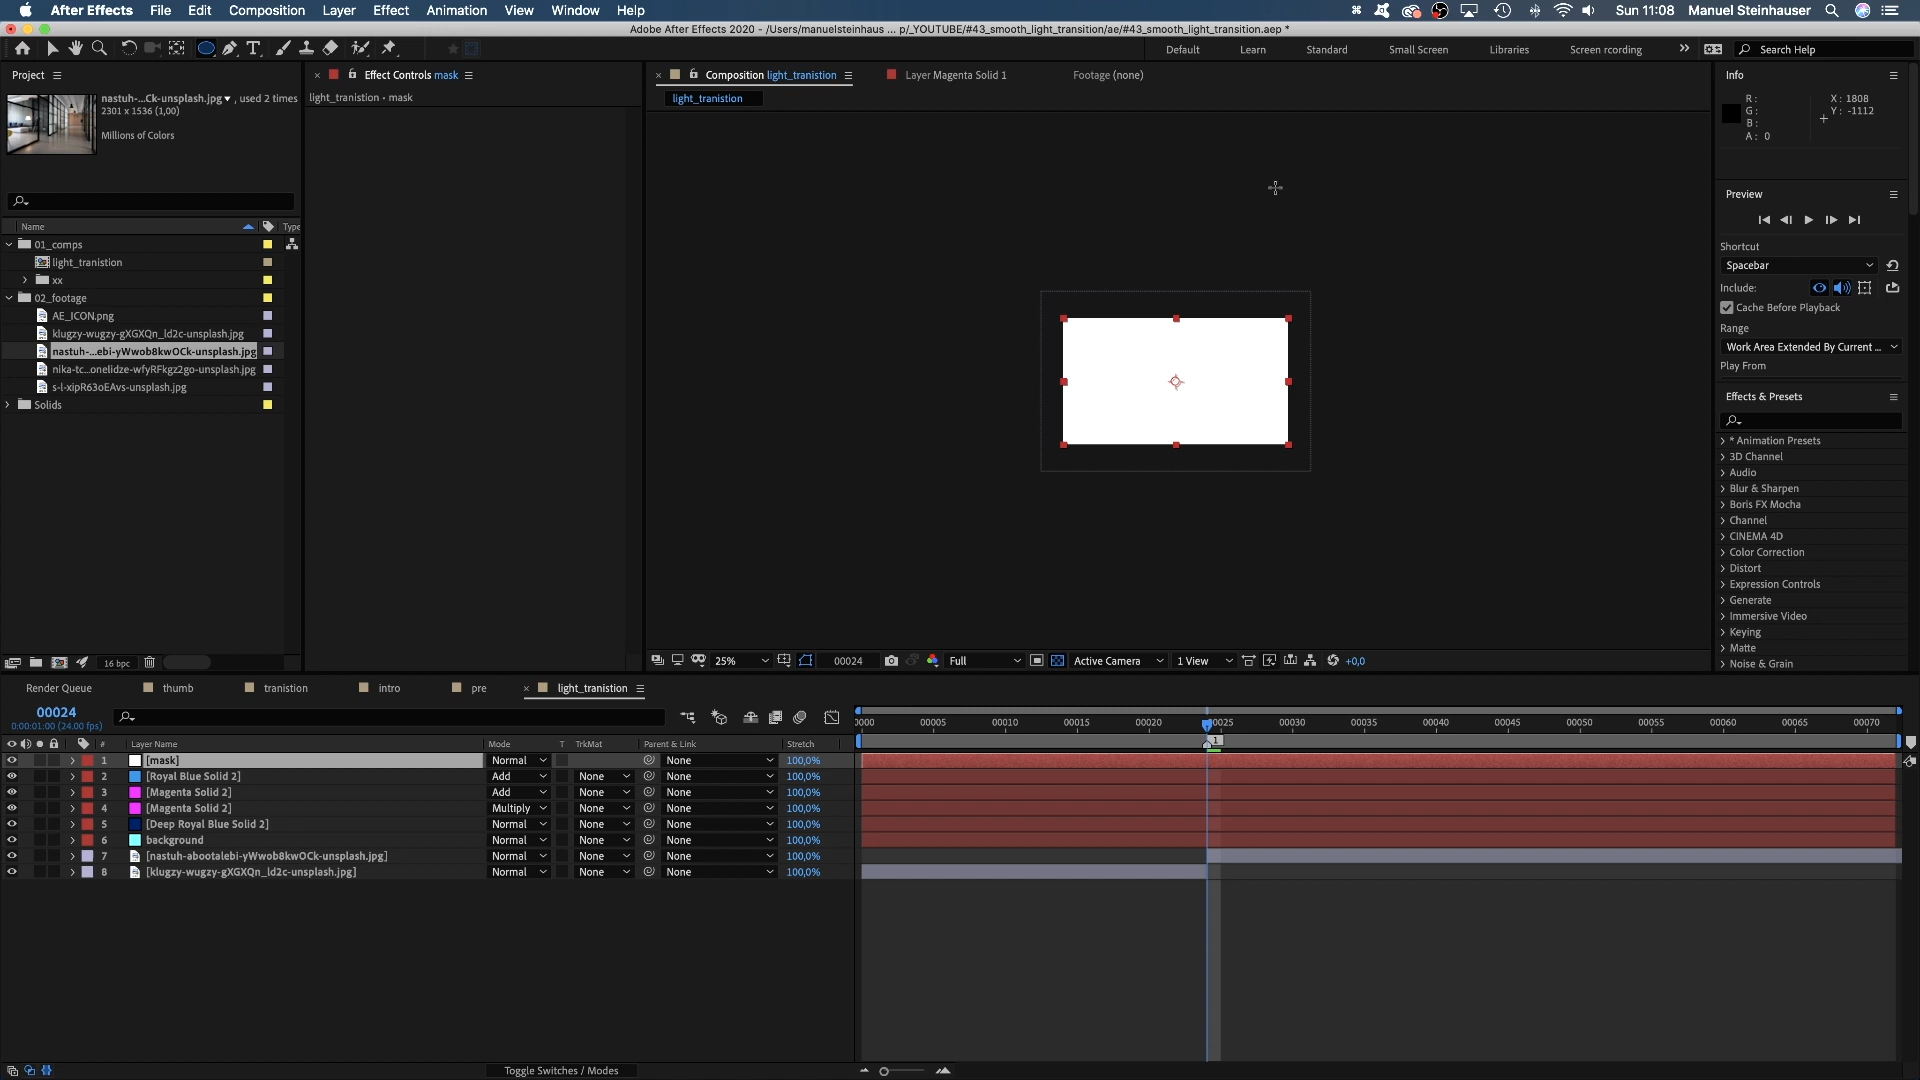 After Effects File Edit Composition Layer Effect Animation View Window Help
Sun 11:08 Manuel Steinhauser
Adobe After Effects 2020 - /Users/manuelsteinhaus ... p/_YOUTUBE/#43_smooth_light_transition/ae/#43_smooth_light_transition.aep *
Default Learn Standard Small Screen Libraries Screen rcording Search Help
Project
nastuh-...Ck-unsplash.jpg , used 2 times
2301 x 1536 (1,00)
Millions of Colors
Name Type
01_comps
light_tranistion
xx
02_footage
AE_ICON.png
klugzy-wugzy-gXGXQn_ld2c-unsplash.jpg
nastuh-...ebi-yWwob8kwOCk-unsplash.jpg
nika-tc...onelidze-wfyRFkgz2go-unsplash.jpg
s-l-xipR63oEAvs-unsplash.jpg
Solids
16 bpc
Effect Controls mask
light_tranistion • mask
Composition light_tranistion
Layer Magenta Solid 1
Footage (none)
light_tranistion
25% 00024 Full Active Camera 1 View +0,0
Info
R:
G:
B:
A: 0
X: 1808
Y: -1112
Preview
Shortcut
Spacebar
Include:
Cache Before Playback
Range
Work Area Extended By Current ...
Play From
Effects & Presets
* Animation Presets
3D Channel
Audio
Blur & Sharpen
Boris FX Mocha
Channel
CINEMA 4D
Color Correction
Distort
Expression Controls
Generate
Immersive Video
Keying
Matte
Noise & Grain
Render Queue thumb tranistion intro pre light_tranistion
00024
0:00:01:00 (24.00 fps)
0000 00005 00010 00015 00020 00025 00030 00035 00040 00045 00050 00055 00060 00065 00070
1
# Layer Name Mode T TrkMat Parent & Link Stretch
1 [mask] Normal None 100,0%
2 [Royal Blue Solid 2] Add None None 100,0%
3 [Magenta Solid 2] Add None None 100,0%
4 [Magenta Solid 2] Multiply None None 100,0%
5 [Deep Royal Blue Solid 2] Normal None None 100,0%
6 background Normal None None 100,0%
7 [nastuh-abootalebi-yWwob8kwOCk-unsplash.jpg] Normal None None 100,0%
8 [klugzy-wugzy-gXGXQn_ld2c-unsplash.jpg] Normal None None 100,0%
Toggle Switches / Modes